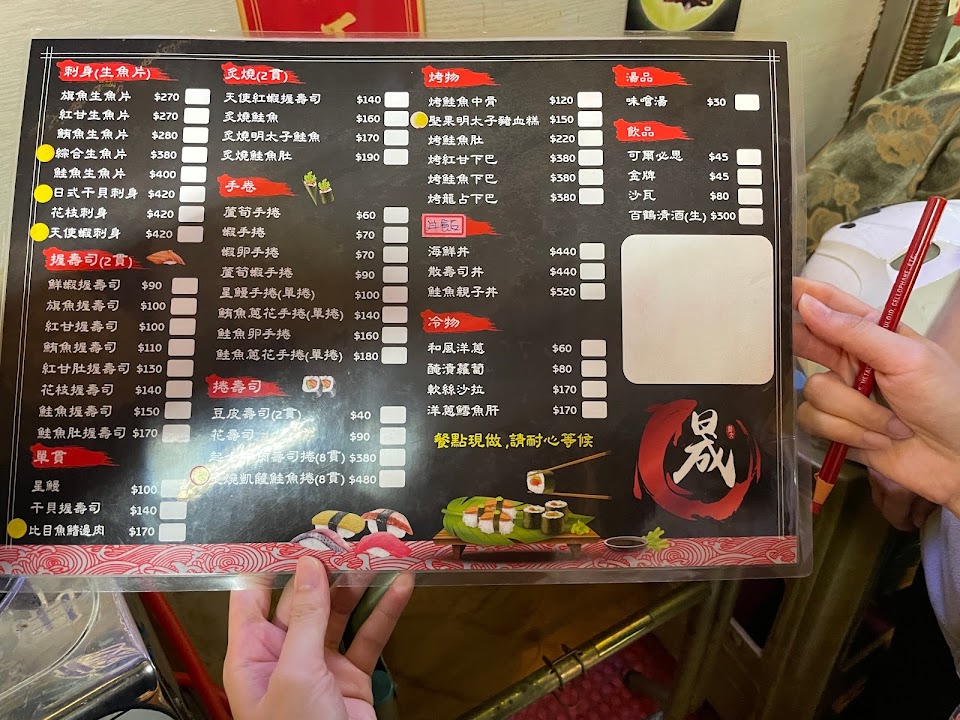 刺身(生魚片)
旗魚生魚片 $270
紅甘生魚片 $270
鮪魚生魚片 $280
綜合生魚片 $380
鮭魚生魚片 $400
日式干貝刺身 $420
花枝刺身 $420
天使蝦刺身 $420
握壽司(2貫)
鮮蝦握壽司 $90
旗魚握壽司 $100
紅甘握壽司 $100
鮪魚握壽司 $110
紅甘肚握壽司 $130
花枝握壽司 $140
鮭魚握壽司 $150
鮭魚肚握壽司 $170
單貫
星鰻 $100
干貝握壽司 $140
比目魚鰭邊肉 $170
炙燒(2貫)
天使紅蝦握壽司 $140
炙燒鮭魚 $160
炙燒明太子鮭魚 $170
炙燒鮭魚肚 $190
手卷
蘆筍手捲 $60
蝦手捲 $70
蝦卵手捲 $70
蘆筍蝦手捲 $90
星鰻手捲(單捲) $100
鮪魚蔥花手捲(單捲) $140
鮭魚卵手捲 $160
鮭魚蔥花手捲(單捲) $180
捲壽司
豆皮壽司(2貫) $40
花壽司 $90
壽司捲(8貫) $380
燒凱薩鮭魚捲(8貫) $480
烤物
烤鮭魚中骨 $120
堅果明太子豬血糕 $150
烤鮭魚肚 $220
烤紅甘下巴 $380
烤鮭魚下巴 $380
烤龍占下巴 $380
丼飯
海鮮丼 $440
散壽司丼 $440
鮭魚親子丼 $520
冷物
和風洋蔥 $60
醃漬蘿蔔 $80
軟絲沙拉 $170
洋蔥鱈魚肝 $170
餐點現做,請耐心等候
湯品
味噌湯 $30
飲品
可爾必思 $45
金牌 $45
沙瓦 $80
百鶴清酒(生) $300
晟